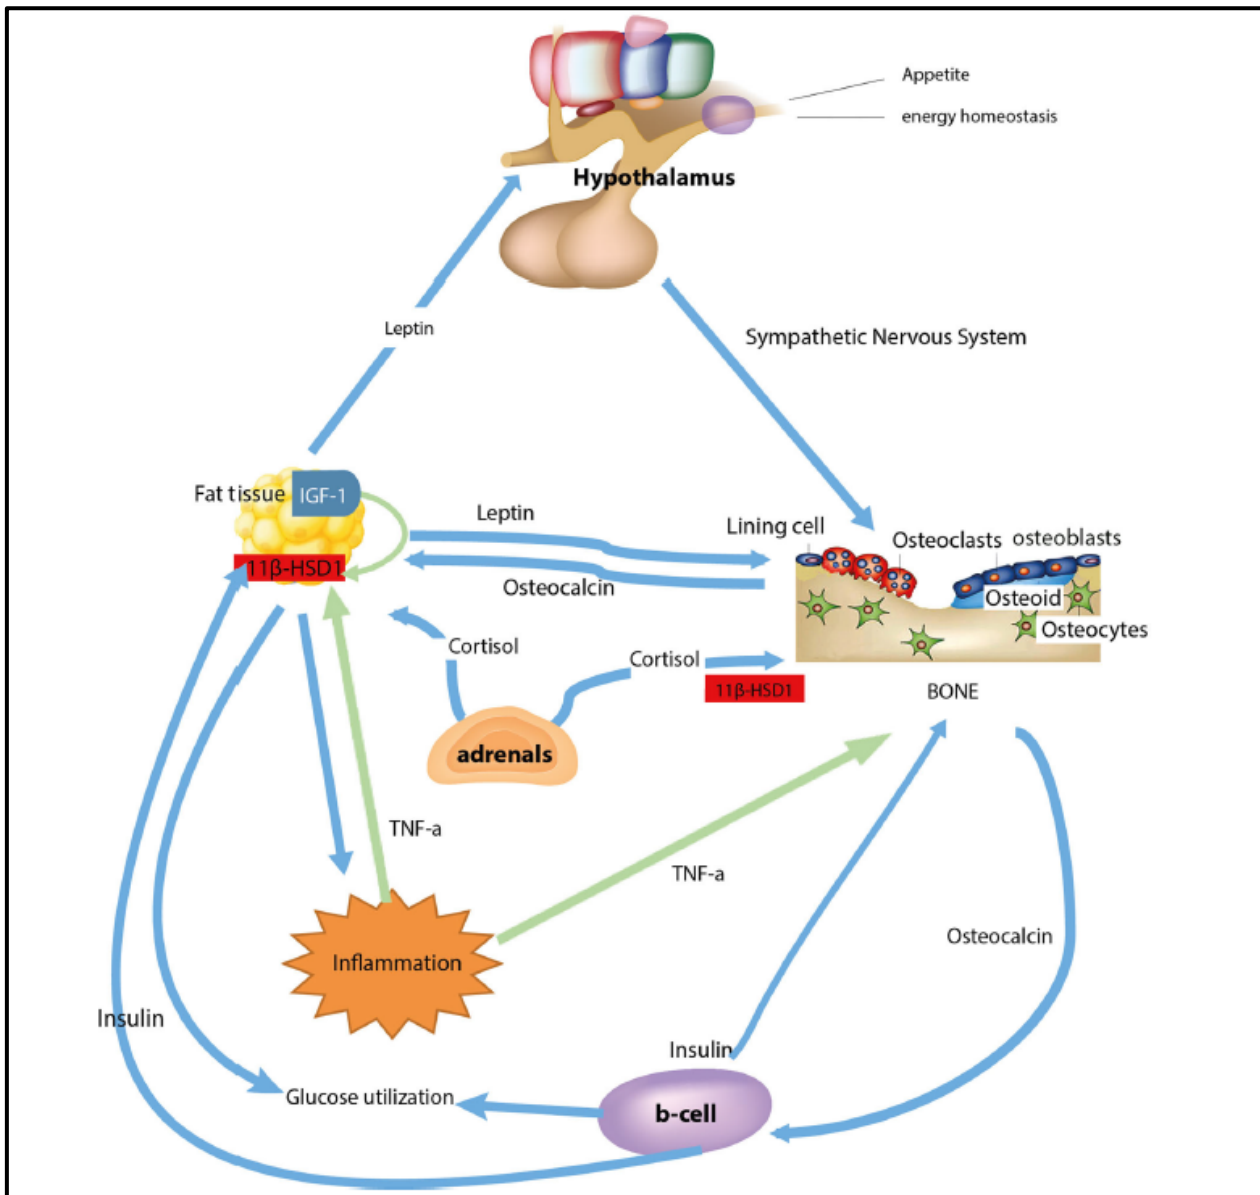 Appetite
energy homeostasis
Hypothalamus
Leptin
Sympathetic Nervous System
Fat tissue
IGF-1
Leptin
Lining cell
Osteoclasts
osteoblasts
11β-HSD1
Osteocalcin
Osteoid
Osteocytes
Cortisol
Cortisol
11β-HSD1
BONE
adrenals
TNF-a
TNF-a
Osteocalcin
Inflammation
Insulin
Insulin
Glucose utilization
b-cell